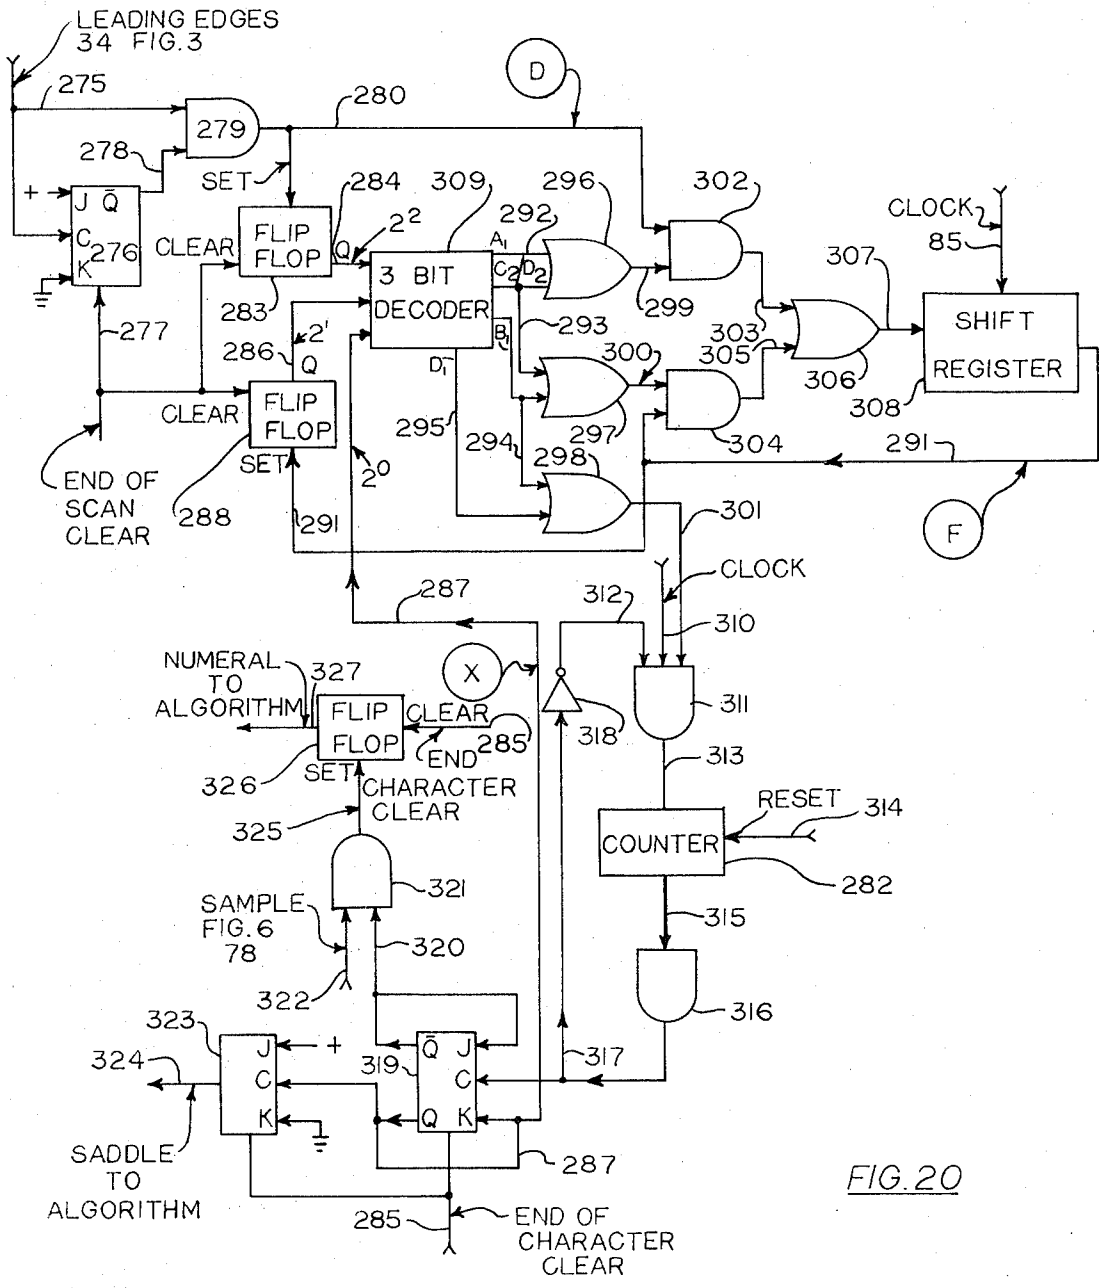 LEADING EDGES
34 FIG.3
275
280
D
279
278
SET
284
309
296
302
292
CLOCK
85
+
J Q̄
C
276
K
CLEAR
FLIP
FLOP
Q
2²
3 BIT
DECODER
A₁
C₂
D₂
299
307
283
277
2'
286
B₁
293
303
305
SHIFT
REGISTER
Q
D₁
300
306
308
CLEAR
FLIP
FLOP
295
297
304
SET
2⁰
294
298
291
END OF
SCAN
CLEAR
288
291
301
F
CLOCK
287
312
310
NUMERAL
TO
ALGORITHM
327
X
FLIP
FLOP
CLEAR
285
318
311
326
SET
END
CHARACTER
CLEAR
313
325
RESET
314
COUNTER
321
282
SAMPLE
FIG.6
78
320
315
322
316
323
J
+
Q̄
J
317
324
C
319
C
K
Q
K
287
SADDLE
TO
ALGORITHM
FIG.20
285
END OF
CHARACTER
CLEAR